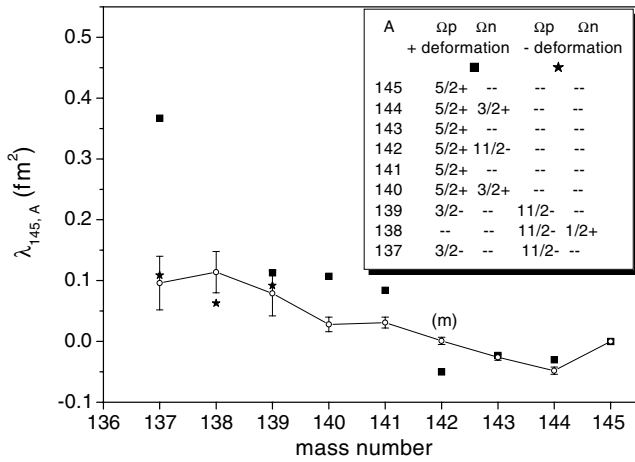 A Ωp Ωn Ωp Ωn
+ deformation - deformation
■ ★
145 5/2+ -- -- --
144 5/2+ 3/2+ -- --
143 5/2+ -- -- --
142 5/2+ 11/2- -- --
141 5/2+ -- -- --
140 5/2+ 3/2+ -- --
139 3/2- -- 11/2- --
138 -- -- 11/2- 1/2+
137 3/2- 11/2- --
0.5
0.4
0.3
0.2
0.1
0.0
-0.1
λ145, A (fm²)
(m)
136 137 138 139 140 141 142 143 144 145
mass number